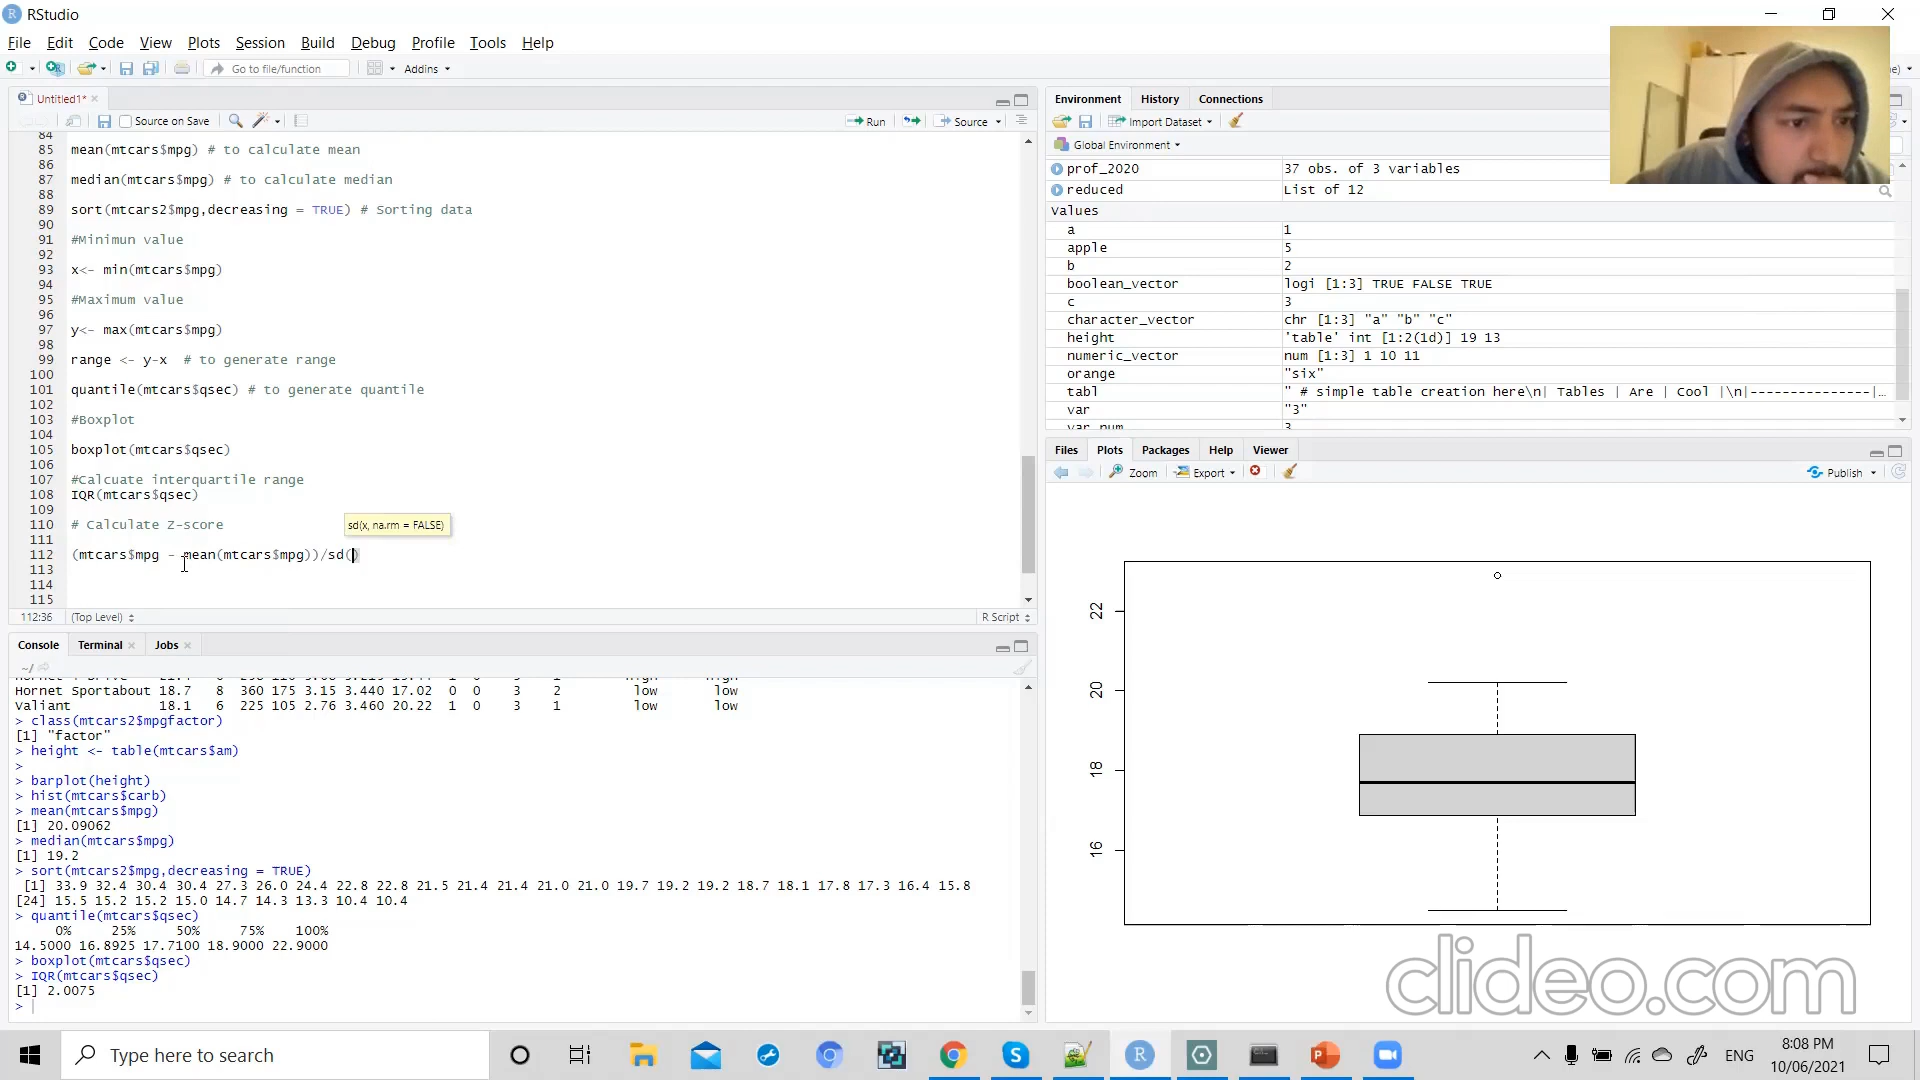 RStudio
File Edit Code View Plots Session Build Debug Profile Tools Help
Go to file/function Addins
Untitled1*
Source on Save Run Source
84
85 mean(mtcars$mpg) # to calculate mean
86
87 median(mtcars$mpg) # to calculate median
88
89 sort(mtcars2$mpg,decreasing = TRUE) # Sorting data
90
91 #Minimun value
92
93 x<- min(mtcars$mpg)
94
95 #Maximum value
96
97 y<- max(mtcars$mpg)
98
99 range <- y-x # to generate range
100
101 quantile(mtcars$qsec) # to generate quantile
102
103 #Boxplot
104
105 boxplot(mtcars$qsec)
106
107 #Calcuate interquartile range
108 IQR(mtcars$qsec)
109
110 # Calculate Z-score
sd(x, na.rm = FALSE)
111
112 (mtcars$mpg - mean(mtcars$mpg))/sd()
113
114
115
112:36 (Top Level) R Script
Console Terminal Jobs
~/
Hornet Sportabout 18.7 8 360 175 3.15 3.440 17.02 0 0 3 2 low low
Valiant 18.1 6 225 105 2.76 3.460 20.22 1 0 3 1 high low
> class(mtcars2$mpgfactor)
[1] "factor"
> height <- table(mtcars$am)
>
> barplot(height)
> hist(mtcars$carb)
> mean(mtcars$mpg)
[1] 20.09062
> median(mtcars$mpg)
[1] 19.2
> sort(mtcars2$mpg,decreasing = TRUE)
[1] 33.9 32.4 30.4 30.4 27.3 26.0 24.4 22.8 22.8 21.5 21.4 21.4 21.0 21.0 19.7 19.2 19.2 18.7 18.1 17.8 17.3 16.4 15.8
[24] 15.5 15.2 15.2 15.0 14.7 14.3 13.3 10.4 10.4
> quantile(mtcars$qsec)
0% 25% 50% 75% 100%
14.5000 16.8925 17.7100 18.9000 22.9000
> boxplot(mtcars$qsec)
> IQR(mtcars$qsec)
[1] 2.0075
>
Environment History Connections
Import Dataset
Global Environment
prof_2020 37 obs. of 3 variables
reduced List of 12
Values
a 1
apple 5
b 2
boolean_vector logi [1:3] TRUE FALSE TRUE
c 3
character_vector chr [1:3] "a" "b" "c"
height 'table' int [1:2(1d)] 19 13
numeric_vector num [1:3] 1 10 11
orange "six"
tabl " # simple table creation here\n| Tables | Are | Cool |\n|---------------|…
var "3"
var_num 3
Files Plots Packages Help Viewer
Zoom Export Publish
22
20
18
16
clideo.com
Type here to search
ENG
8:08 PM
10/06/2021